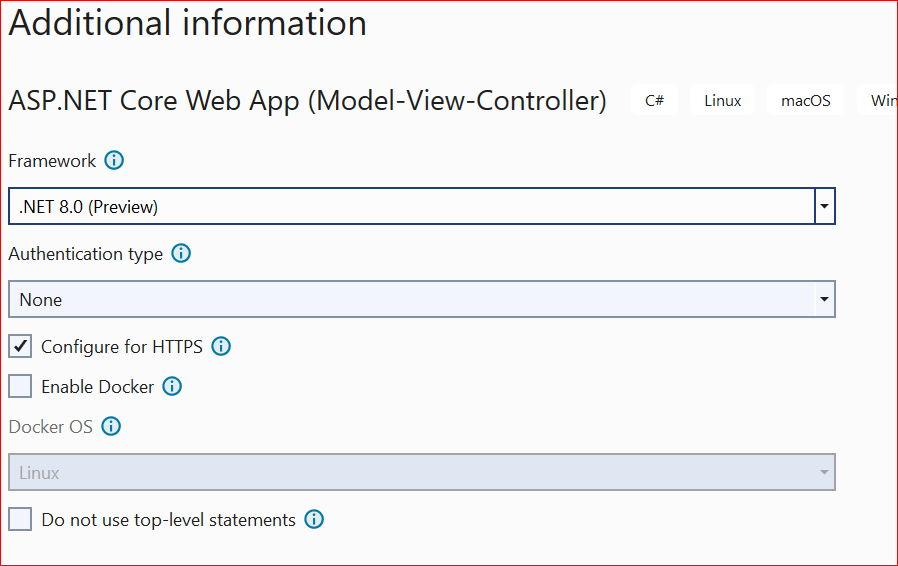 Additional information
ASP.NET Core Web App (Model-View-Controller) C# Linux macOS Win
Framework
.NET 8.0 (Preview)
Authentication type
None
Configure for HTTPS
Enable Docker
Docker OS
Linux
Do not use top-level statements